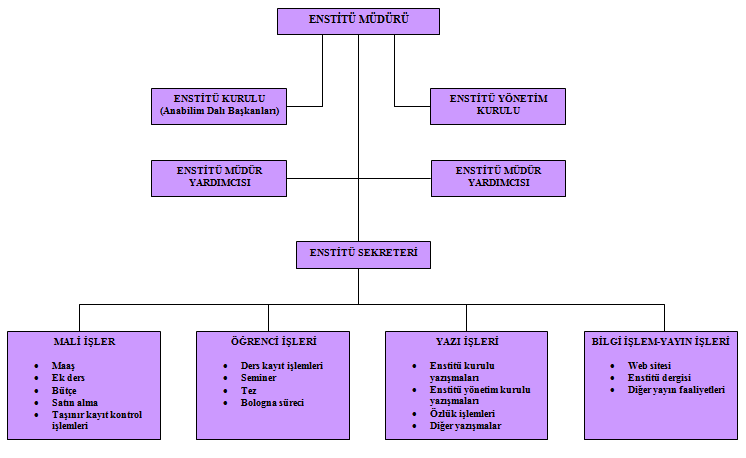 ENSTİTÜ MÜDÜRÜ
ENSTİTÜ KURULU
(Anabilim Dalı Başkanları)
ENSTİTÜ YÖNETİM
KURULU
ENSTİTÜ MÜDÜR
YARDIMCISI
ENSTİTÜ MÜDÜR
YARDIMCISI
ENSTİTÜ SEKRETERİ
MALİ İŞLER
• Maaş
• Ek ders
• Bütçe
• Satın alma
• Taşınır kayıt kontrol
işlemleri
ÖĞRENCİ İŞLERİ
• Ders kayıt işlemleri
• Seminer
• Tez
• Bologna süreci
YAZI İŞLERİ
• Enstitü kurulu
yazışmaları
• Enstitü yönetim kurulu
yazışmaları
• Özlük işlemleri
• Diğer yazışmalar
BİLGİ İŞLEM-YAYIN İŞLERİ
• Web sitesi
• Enstitü dergisi
• Diğer yayın faaliyetleri